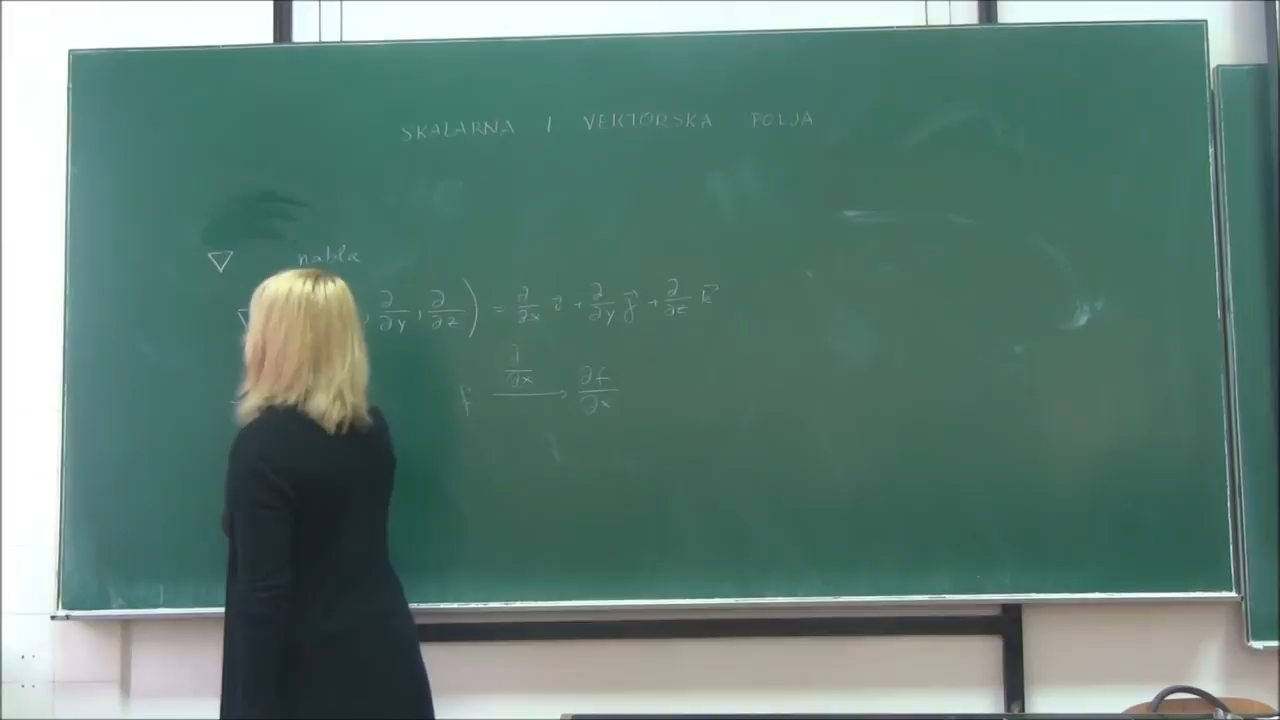 SKALARNA I VEKTORSKA POLJA
∇ nabla
∂/∂y , ∂/∂z ) = ∂/∂x i⃗ + ∂/∂y j⃗ + ∂/∂z k⃗
f ∂/∂x → ∂f/∂x